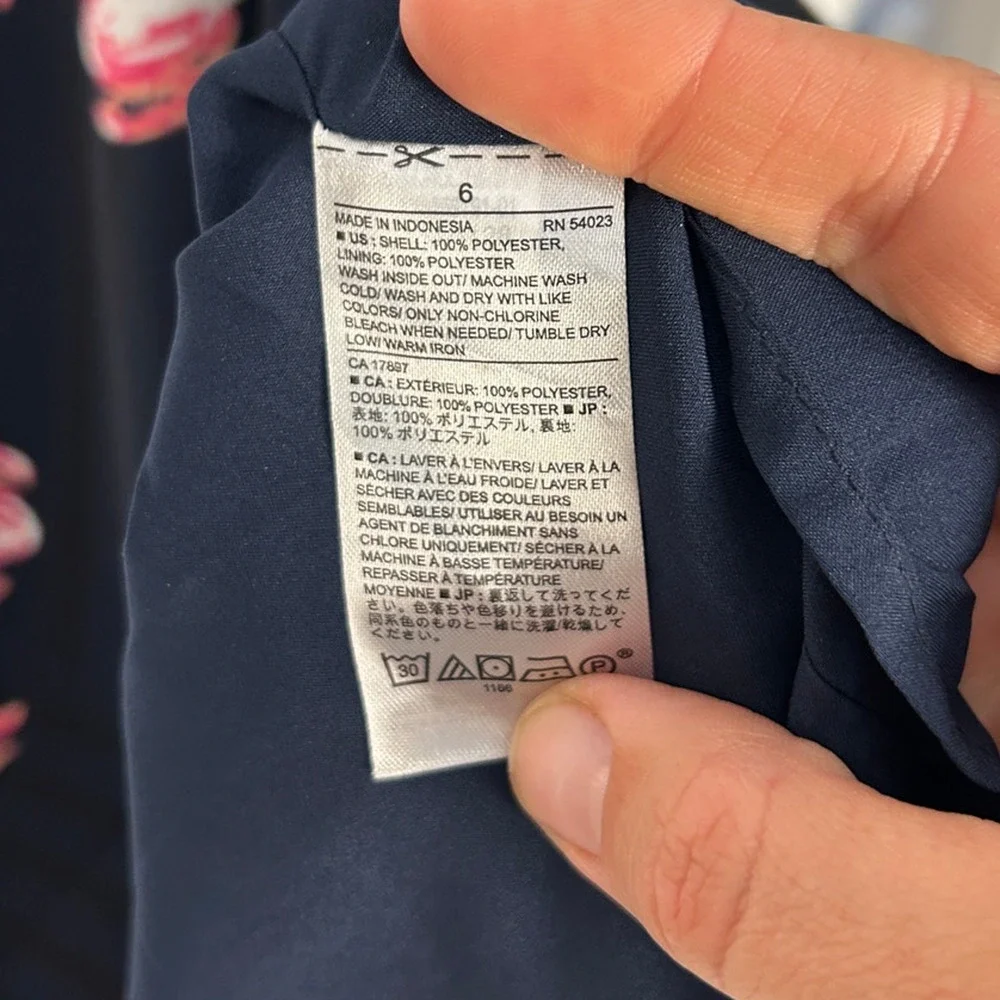 6
MADE IN INDONESIA RN 54023
■ US : SHELL: 100% POLYESTER,
LINING: 100% POLYESTER
WASH INSIDE OUT/ MACHINE WASH
COLD/ WASH AND DRY WITH LIKE
COLORS/ ONLY NON-CHLORINE
BLEACH WHEN NEEDED/ TUMBLE DRY
LOW/ WARM IRON
CA 17897
■ CA : EXTÉRIEUR: 100% POLYESTER,
DOUBLURE: 100% POLYESTER ■ JP :
表地: 100% ポリエステル, 裏地:
100% ポリエステル
■ CA : LAVER À L'ENVERS/ LAVER À LA
MACHINE À L'EAU FROIDE/ LAVER ET
SÉCHER AVEC DES COULEURS
SEMBLABLES/ UTILISER AU BESOIN UN
AGENT DE BLANCHIMENT SANS
CHLORE UNIQUEMENT/ SÉCHER À LA
MACHINE À BASSE TEMPÉRATURE/
REPASSER À TEMPÉRATURE
MOYENNE ■ JP : 裏返して洗ってくだ
さい。色落ちや色移りを避けるため、
同系色のものと一緒に洗濯/乾燥して
ください。
30 P ®
1166